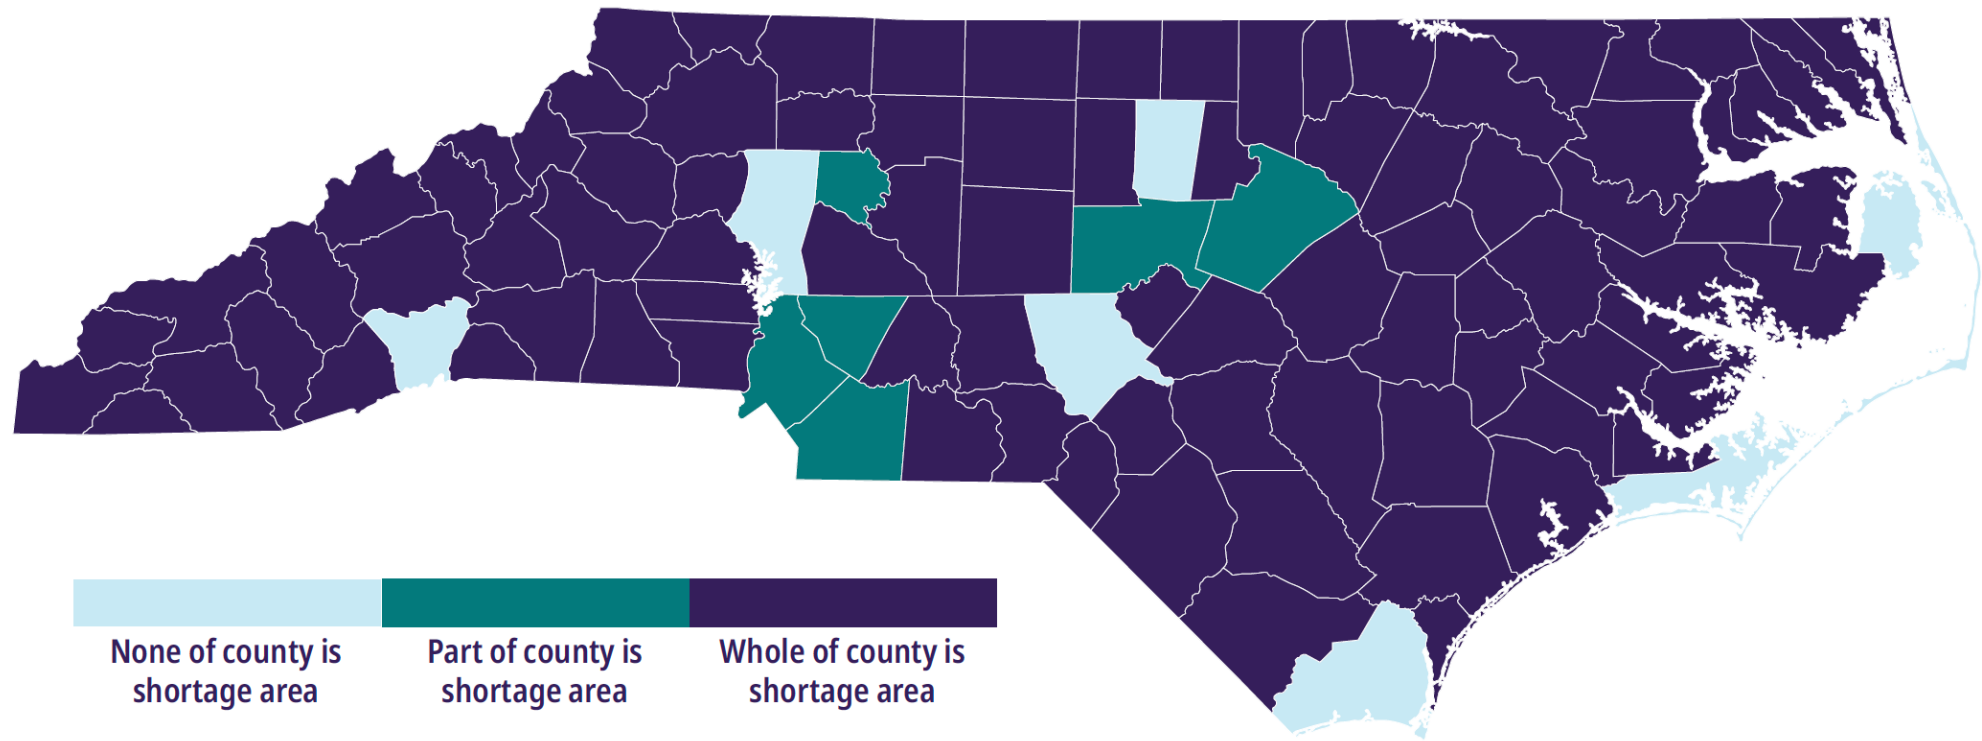 None of county is
shortage area
Part of county is
shortage area
Whole of county is
shortage area